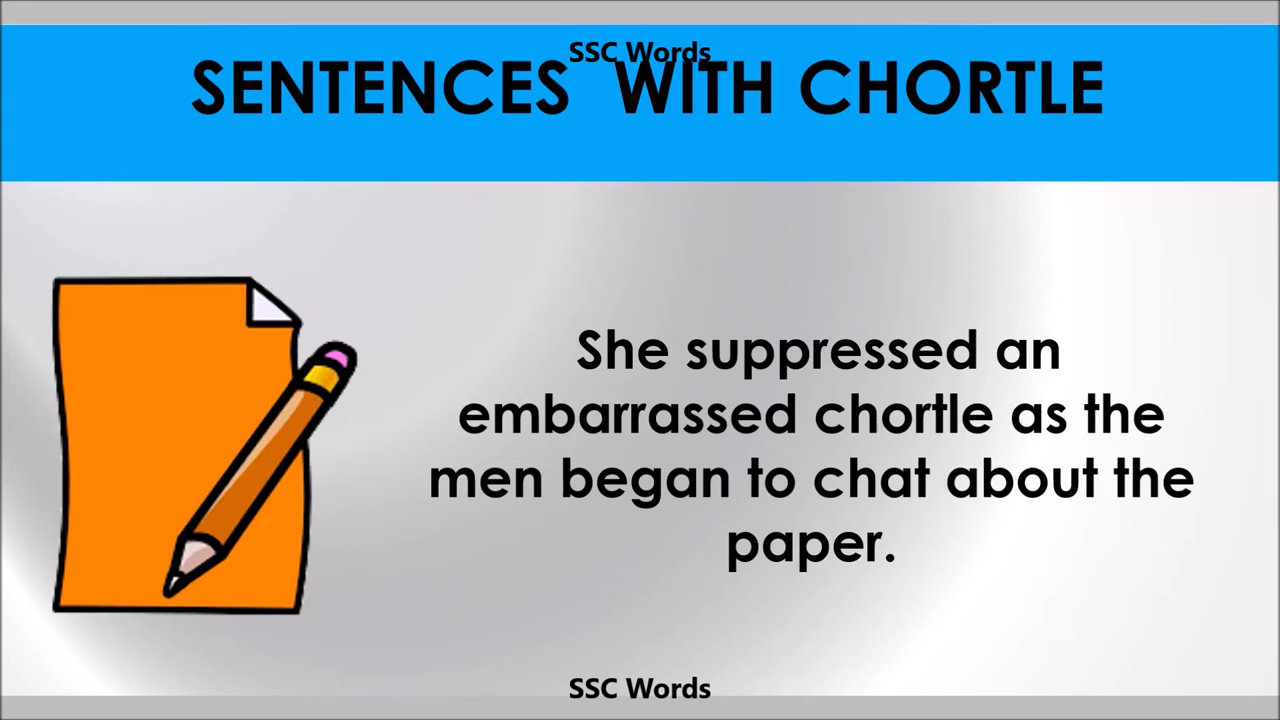 SSC Words
SENTENCES WITH CHORTLE
She suppressed an
embarrassed chortle as the
men began to chat about the
paper.
SSC Words